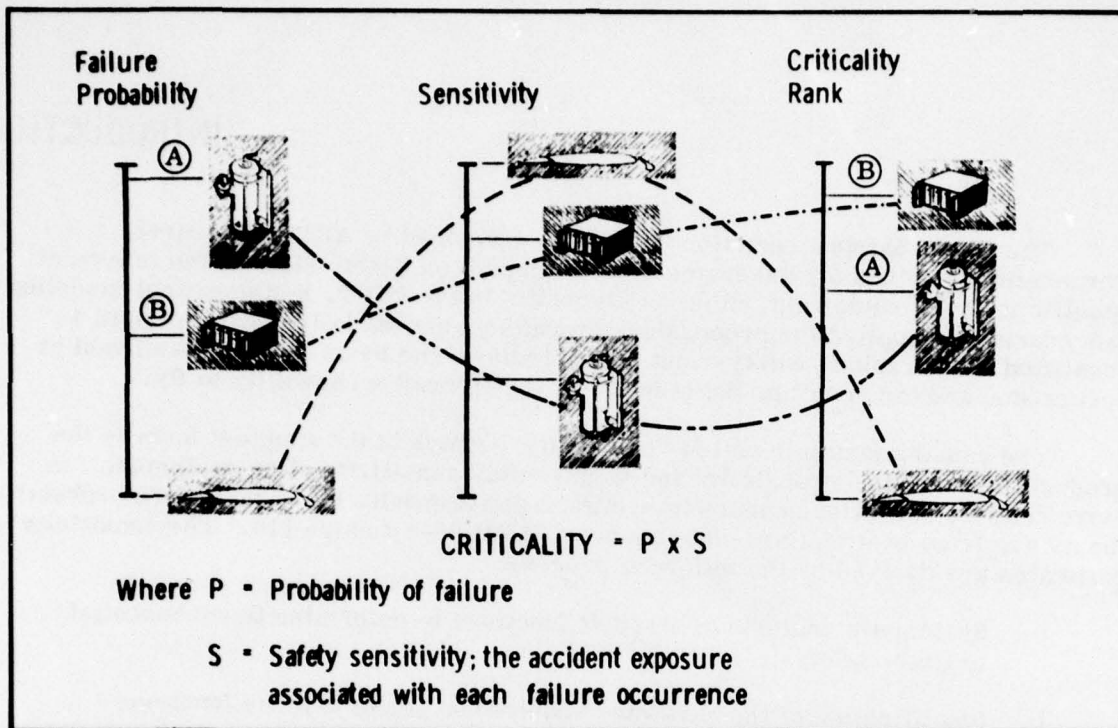 Failure
Probability
Sensitivity
Criticality
Rank
A
B
B
A
CRITICALITY = P x S
Where P = Probability of failure
S = Safety sensitivity; the accident exposure
associated with each failure occurrence